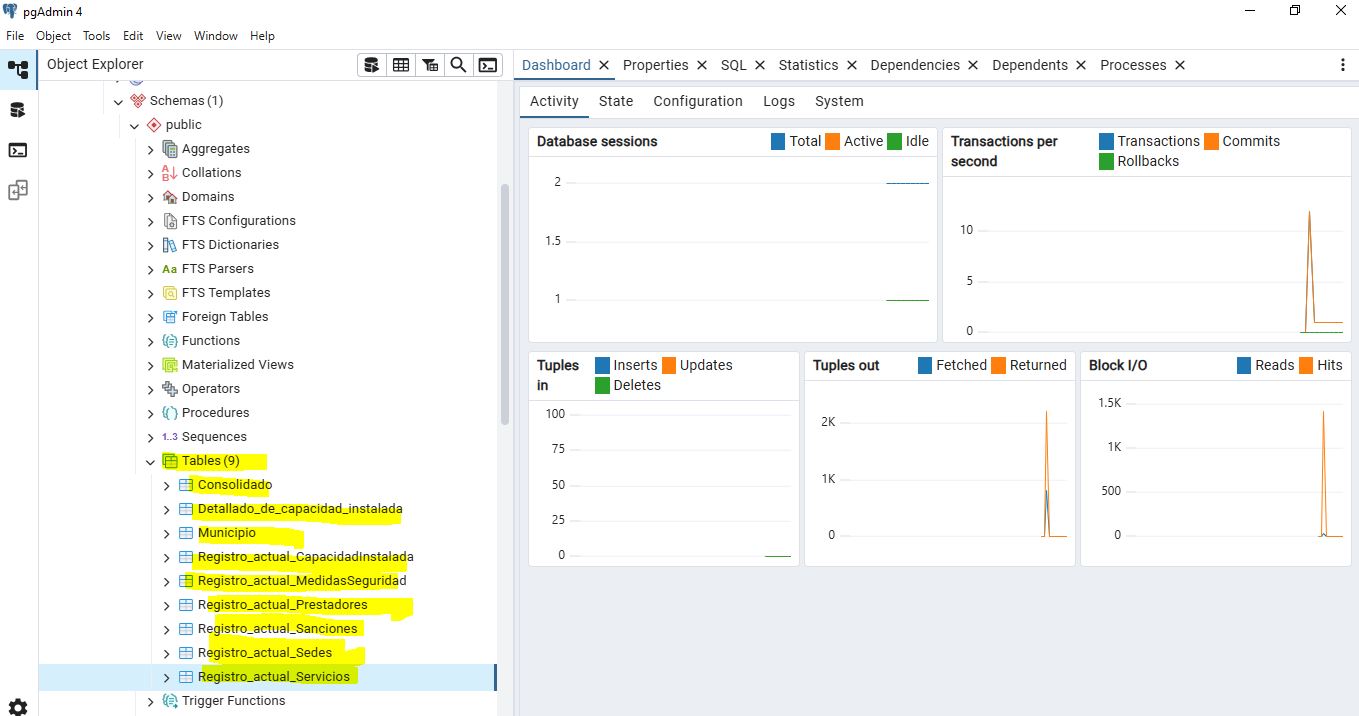 pgAdmin 4
File Object Tools Edit View Window Help
Object Explorer
Schemas (1)
public
Aggregates
Collations
Domains
FTS Configurations
FTS Dictionaries
Aa FTS Parsers
FTS Templates
Foreign Tables
Functions
Materialized Views
Operators
Procedures
1..3 Sequences
Tables (9)
Consolidado
Detallado_de_capacidad_instalada
Municipio
Registro_actual_CapacidadInstalada
Registro_actual_MedidasSeguridad
Registro_actual_Prestadores
Registro_actual_Sanciones
Registro_actual_Sedes
Registro_actual_Servicios
Trigger Functions
Dashboard Properties SQL Statistics Dependencies Dependents Processes
Activity State Configuration Logs System
Database sessions Total Active Idle
2
1.5
1
Transactions per second Transactions Commits
Rollbacks
10
5
0
Tuples in Inserts Updates
Deletes
100
75
50
25
0
Tuples out Fetched Returned
2K
1K
0
Block I/O Reads Hits
1.5K
1K
500
0